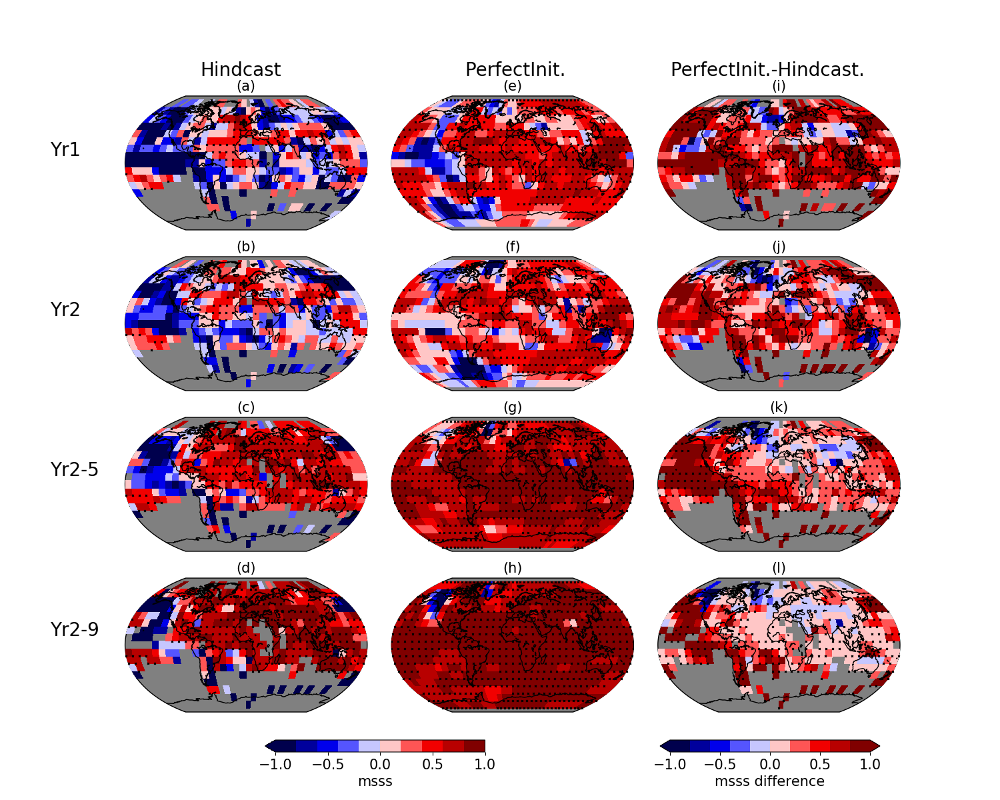 Hindcast PerfectInit. PerfectInit.-Hindcast.
(a) (e) (i)
Yr1
(b) (f) (j)
Yr2
(c) (g) (k)
Yr2-5
(d) (h) (l)
Yr2-9
−1.0 −0.5 0.0 0.5 1.0 −1.0 −0.5 0.0 0.5 1.0
msss msss difference